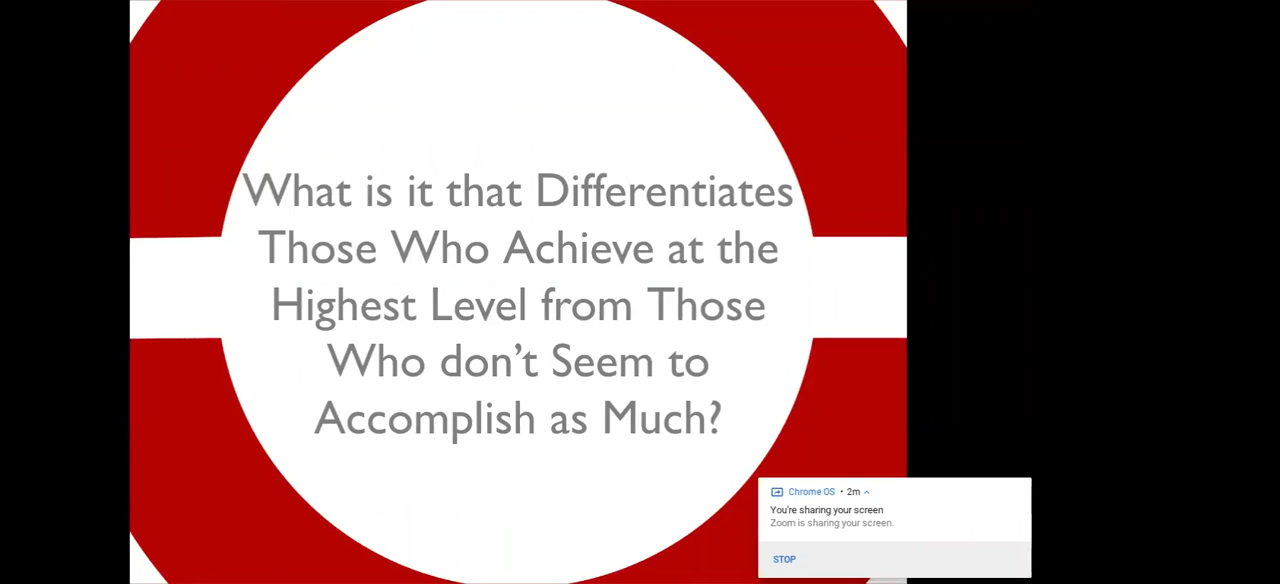 What is it that Differentiates
Those Who Achieve at the
Highest Level from Those
Who don’t Seem to
Accomplish as Much?
Chrome OS • 2m
You're sharing your screen
Zoom is sharing your screen.
STOP